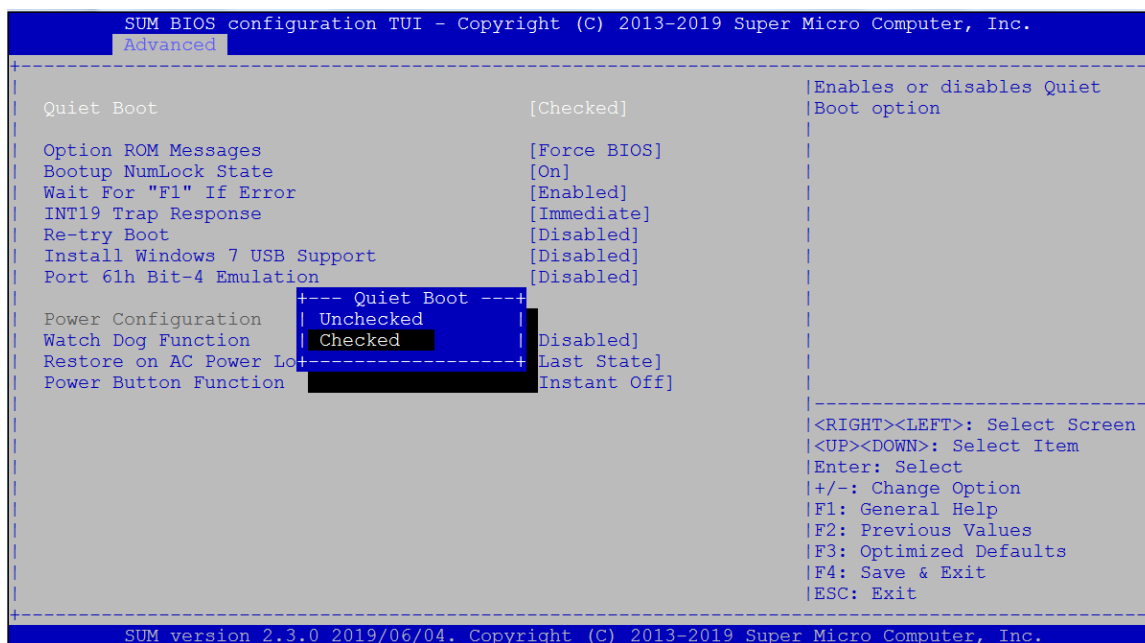 SUM BIOS configuration TUI - Copyright (C) 2013-2019 Super Micro Computer, Inc.
Advanced
Quiet Boot [Checked]
Option ROM Messages [Force BIOS]
Bootup NumLock State [On]
Wait For "F1" If Error [Enabled]
INT19 Trap Response [Immediate]
Re-try Boot [Disabled]
Install Windows 7 USB Support [Disabled]
Port 61h Bit-4 Emulation [Disabled]
+--- Quiet Boot ---+
Power Configuration | Unchecked |
Watch Dog Function | Checked | Disabled]
Restore on AC Power Lo+------------------+ Last State]
Power Button Function Instant Off]
|Enables or disables Quiet
|Boot option
|<RIGHT><LEFT>: Select Screen
|<UP><DOWN>: Select Item
|Enter: Select
|+/-: Change Option
|F1: General Help
|F2: Previous Values
|F3: Optimized Defaults
|F4: Save & Exit
|ESC: Exit
SUM version 2.3.0 2019/06/04. Copyright (C) 2013-2019 Super Micro Computer, Inc.